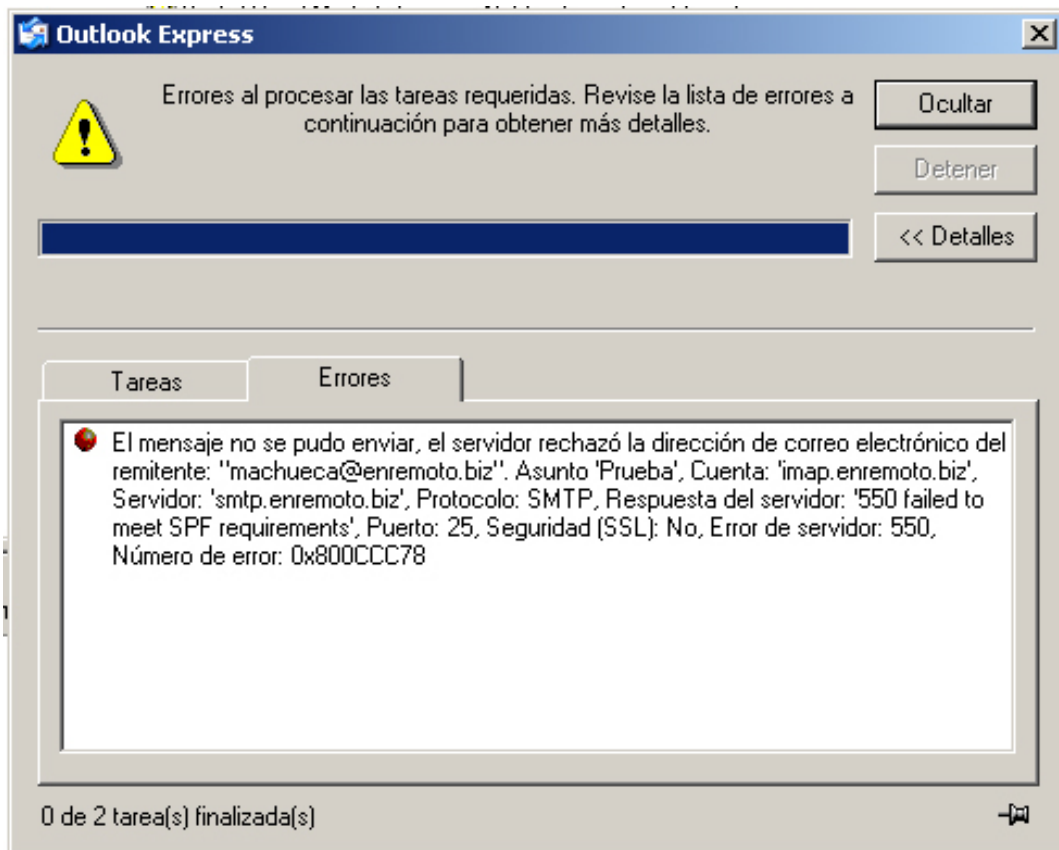 Outlook Express
Errores al procesar las tareas requeridas. Revise la lista de errores a
continuación para obtener más detalles.
Ocultar
Detener
<< Detalles
Tareas
Errores
El mensaje no se pudo enviar, el servidor rechazó la dirección de correo electrónico del
remitente: "machueca@enremoto.biz". Asunto 'Prueba', Cuenta: 'imap.enremoto.biz',
Servidor: 'smtp.enremoto.biz', Protocolo: SMTP, Respuesta del servidor: '550 failed to
meet SPF requirements', Puerto: 25, Seguridad (SSL): No, Error de servidor: 550,
Número de error: 0x800CCC78
0 de 2 tarea(s) finalizada(s)